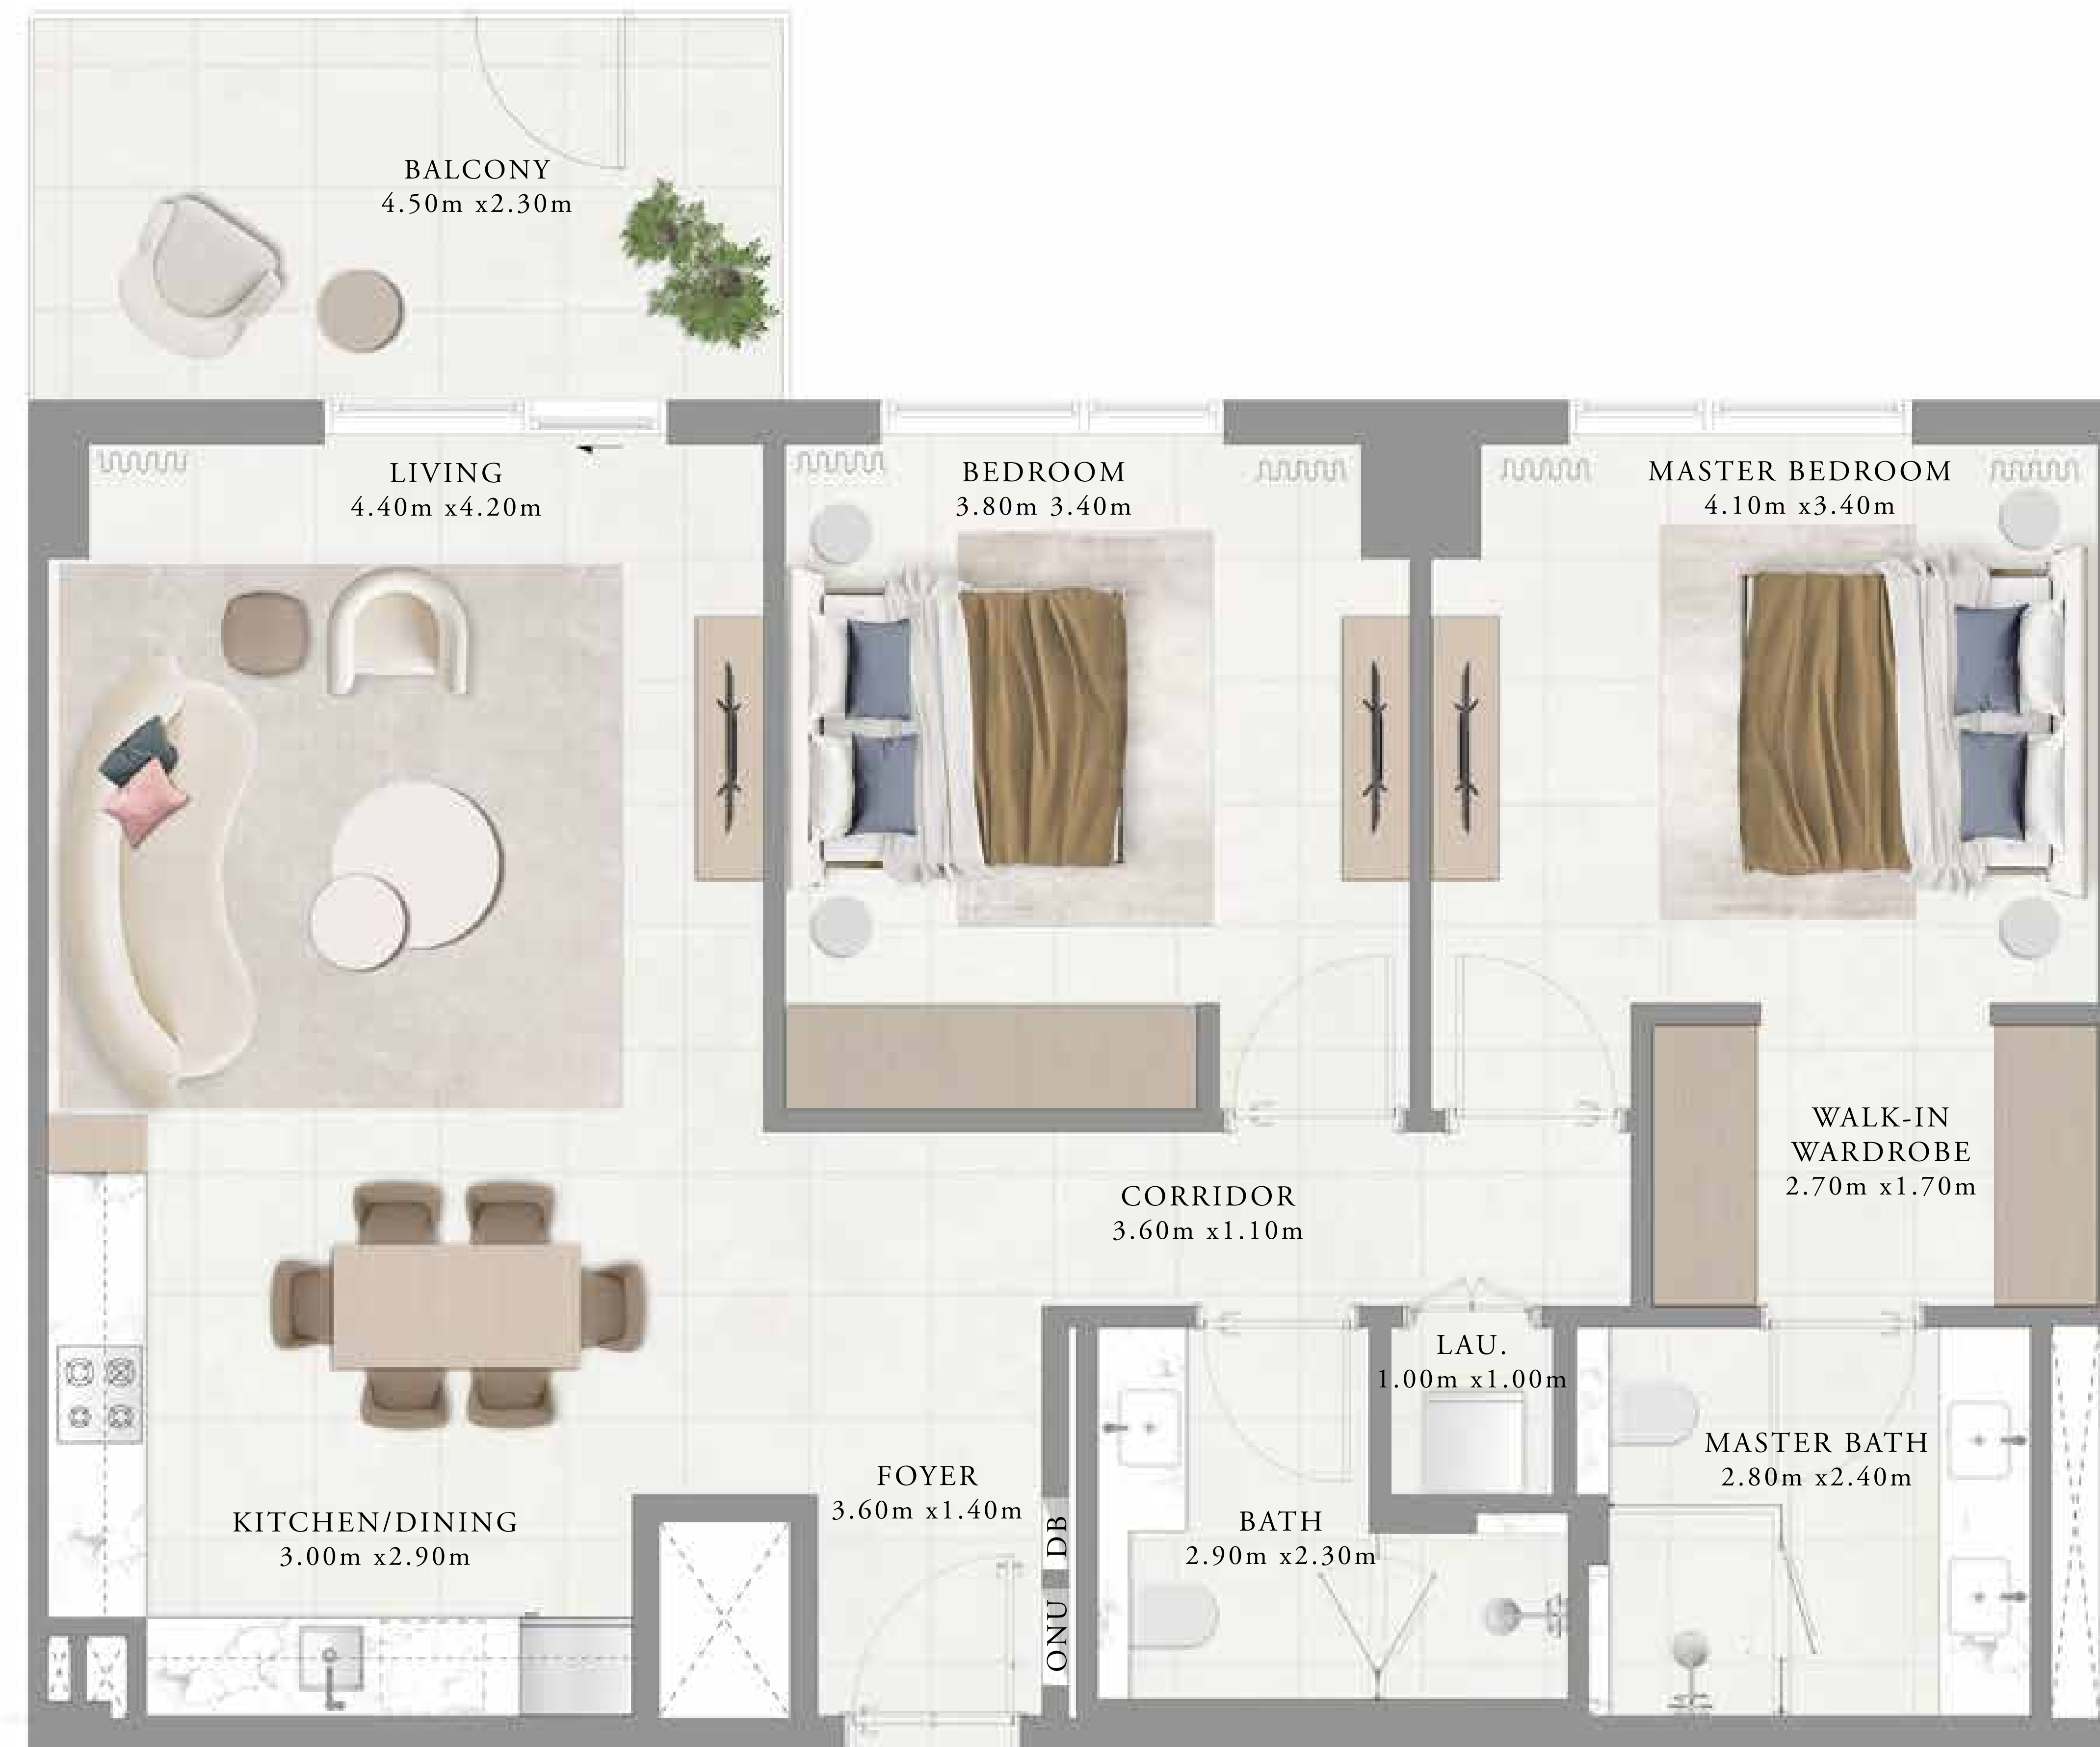 BALCONY
4.50m x2.30m
LIVING
4.40m x4.20m
BEDROOM
3.80m 3.40m
MASTER BEDROOM
4.10m x3.40m
WALK-IN
WARDROBE
2.70m x1.70m
CORRIDOR
3.60m x1.10m
LAU.
1.00m x1.00m
MASTER BATH
2.80m x2.40m
FOYER
3.60m x1.40m
KITCHEN/DINING
3.00m x2.90m
BATH
2.90m x2.30m
DB
ONU